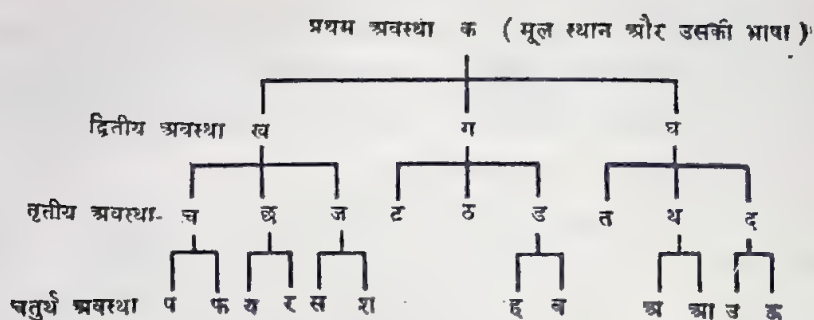 प्रथम अवस्था क ( मूल स्थान और उसकी भाषा )
द्वितीय अवस्था ख ग घ
तृतीय अवस्था- च छ ज ट ठ ड त थ द
चतुर्थ अवस्था प फ य र स श ह व अ आ उ ऊ